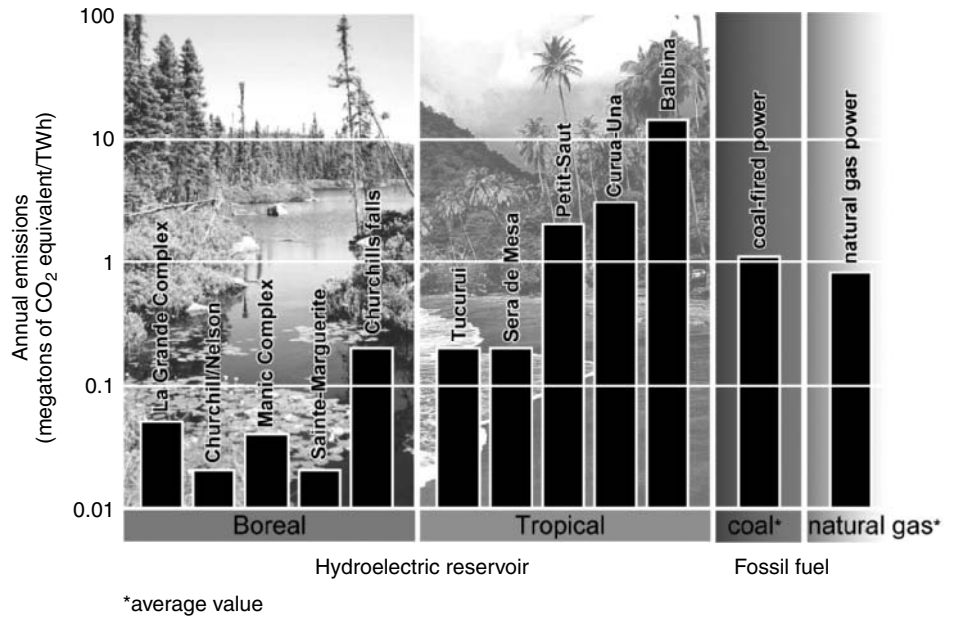 Annual emissions
(megatons of CO₂ equivalent/TWh)
100
10
1
0.1
0.01
La Grande Complex
Churchill/Nelson
Manic Complex
Sainte-Marguerite
Churchills falls
Tucurui
Sera de Mesa
Petit-Saut
Curua-Una
Balbina
coal-fired power
natural gas power
Boreal
Tropical
coal*
natural gas*
Hydroelectric reservoir
Fossil fuel
*average value